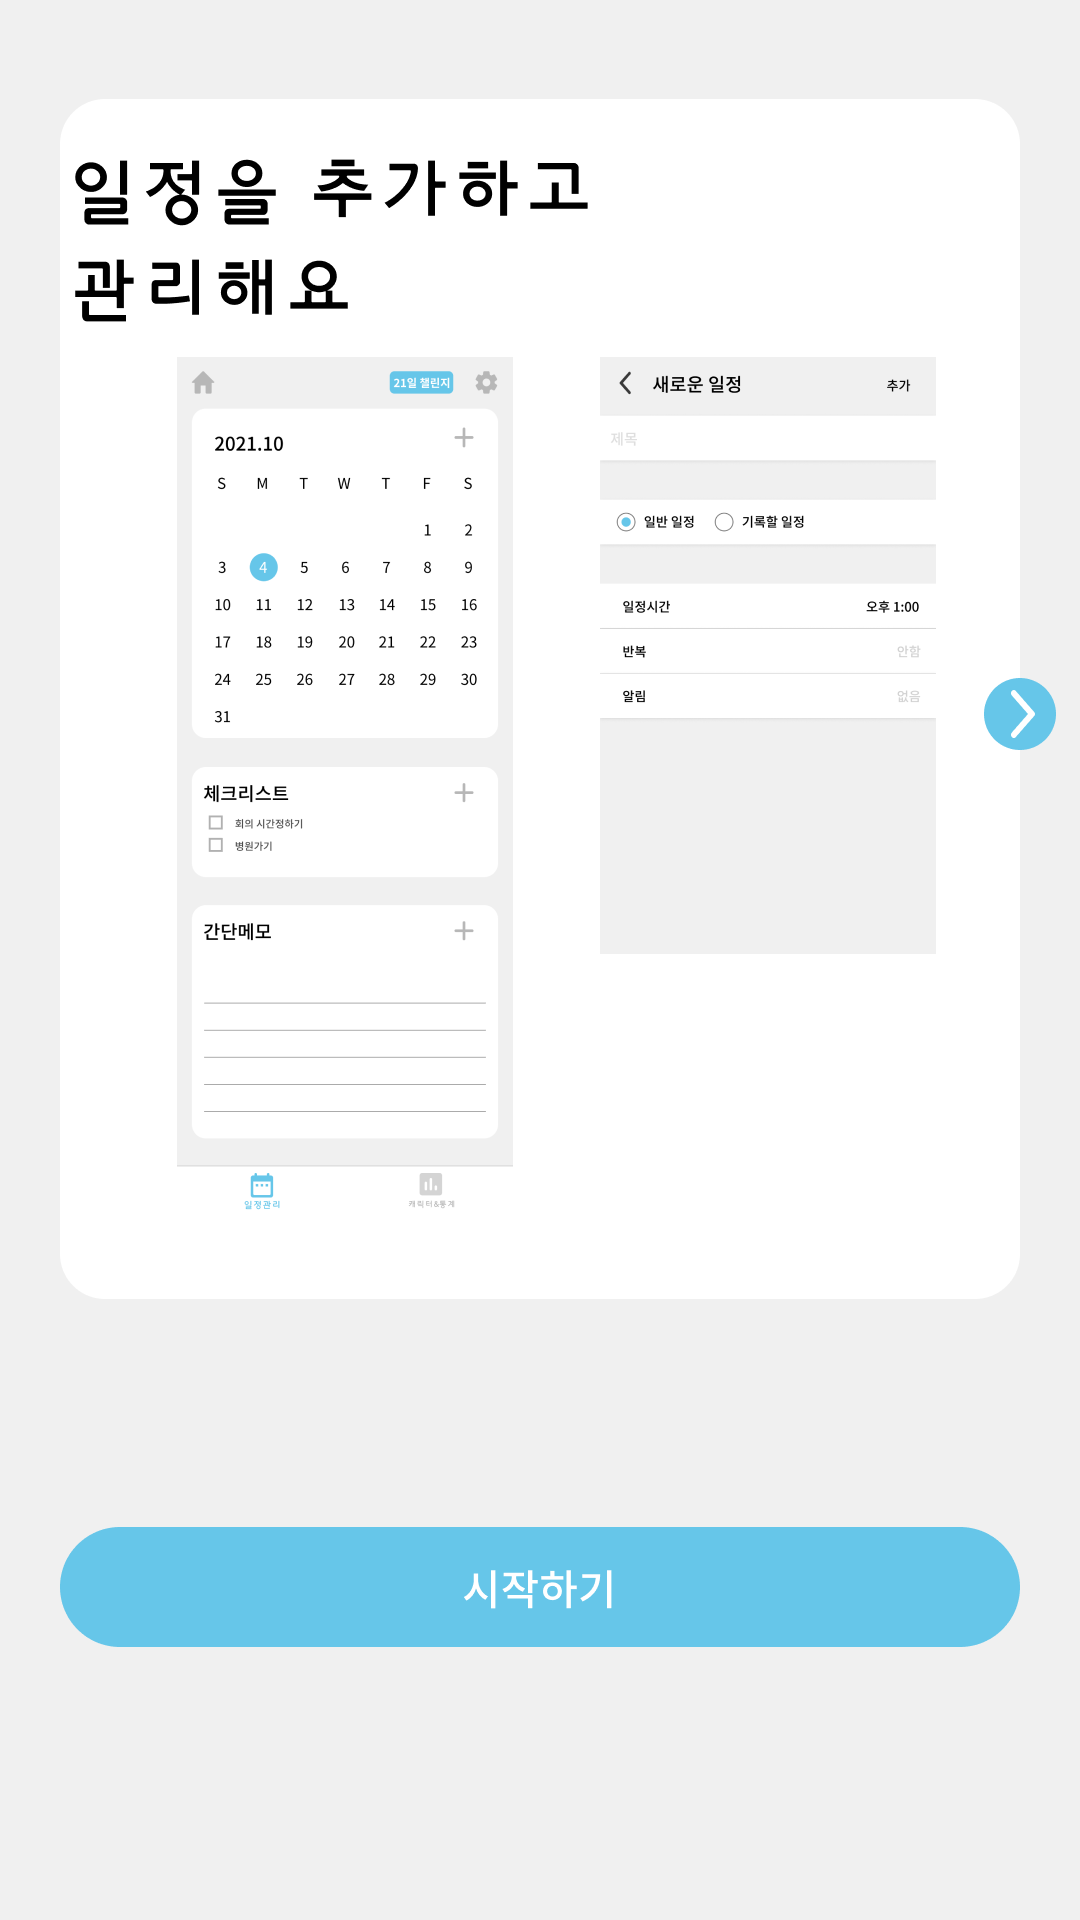 일정을 추가하고
관리해요
21일 챌린지
2021.10
S M T W T F S
1 2
3 4 5 6 7 8 9
10 11 12 13 14 15 16
17 18 19 20 21 22 23
24 25 26 27 28 29 30
31
체크리스트
회의 시간정하기
병원가기
간단메모
일정관리 캐릭터&통계
새로운 일정 추가
제목
일반 일정 기록할 일정
일정시간 오후 1:00
반복 안함
알림 없음
시작하기